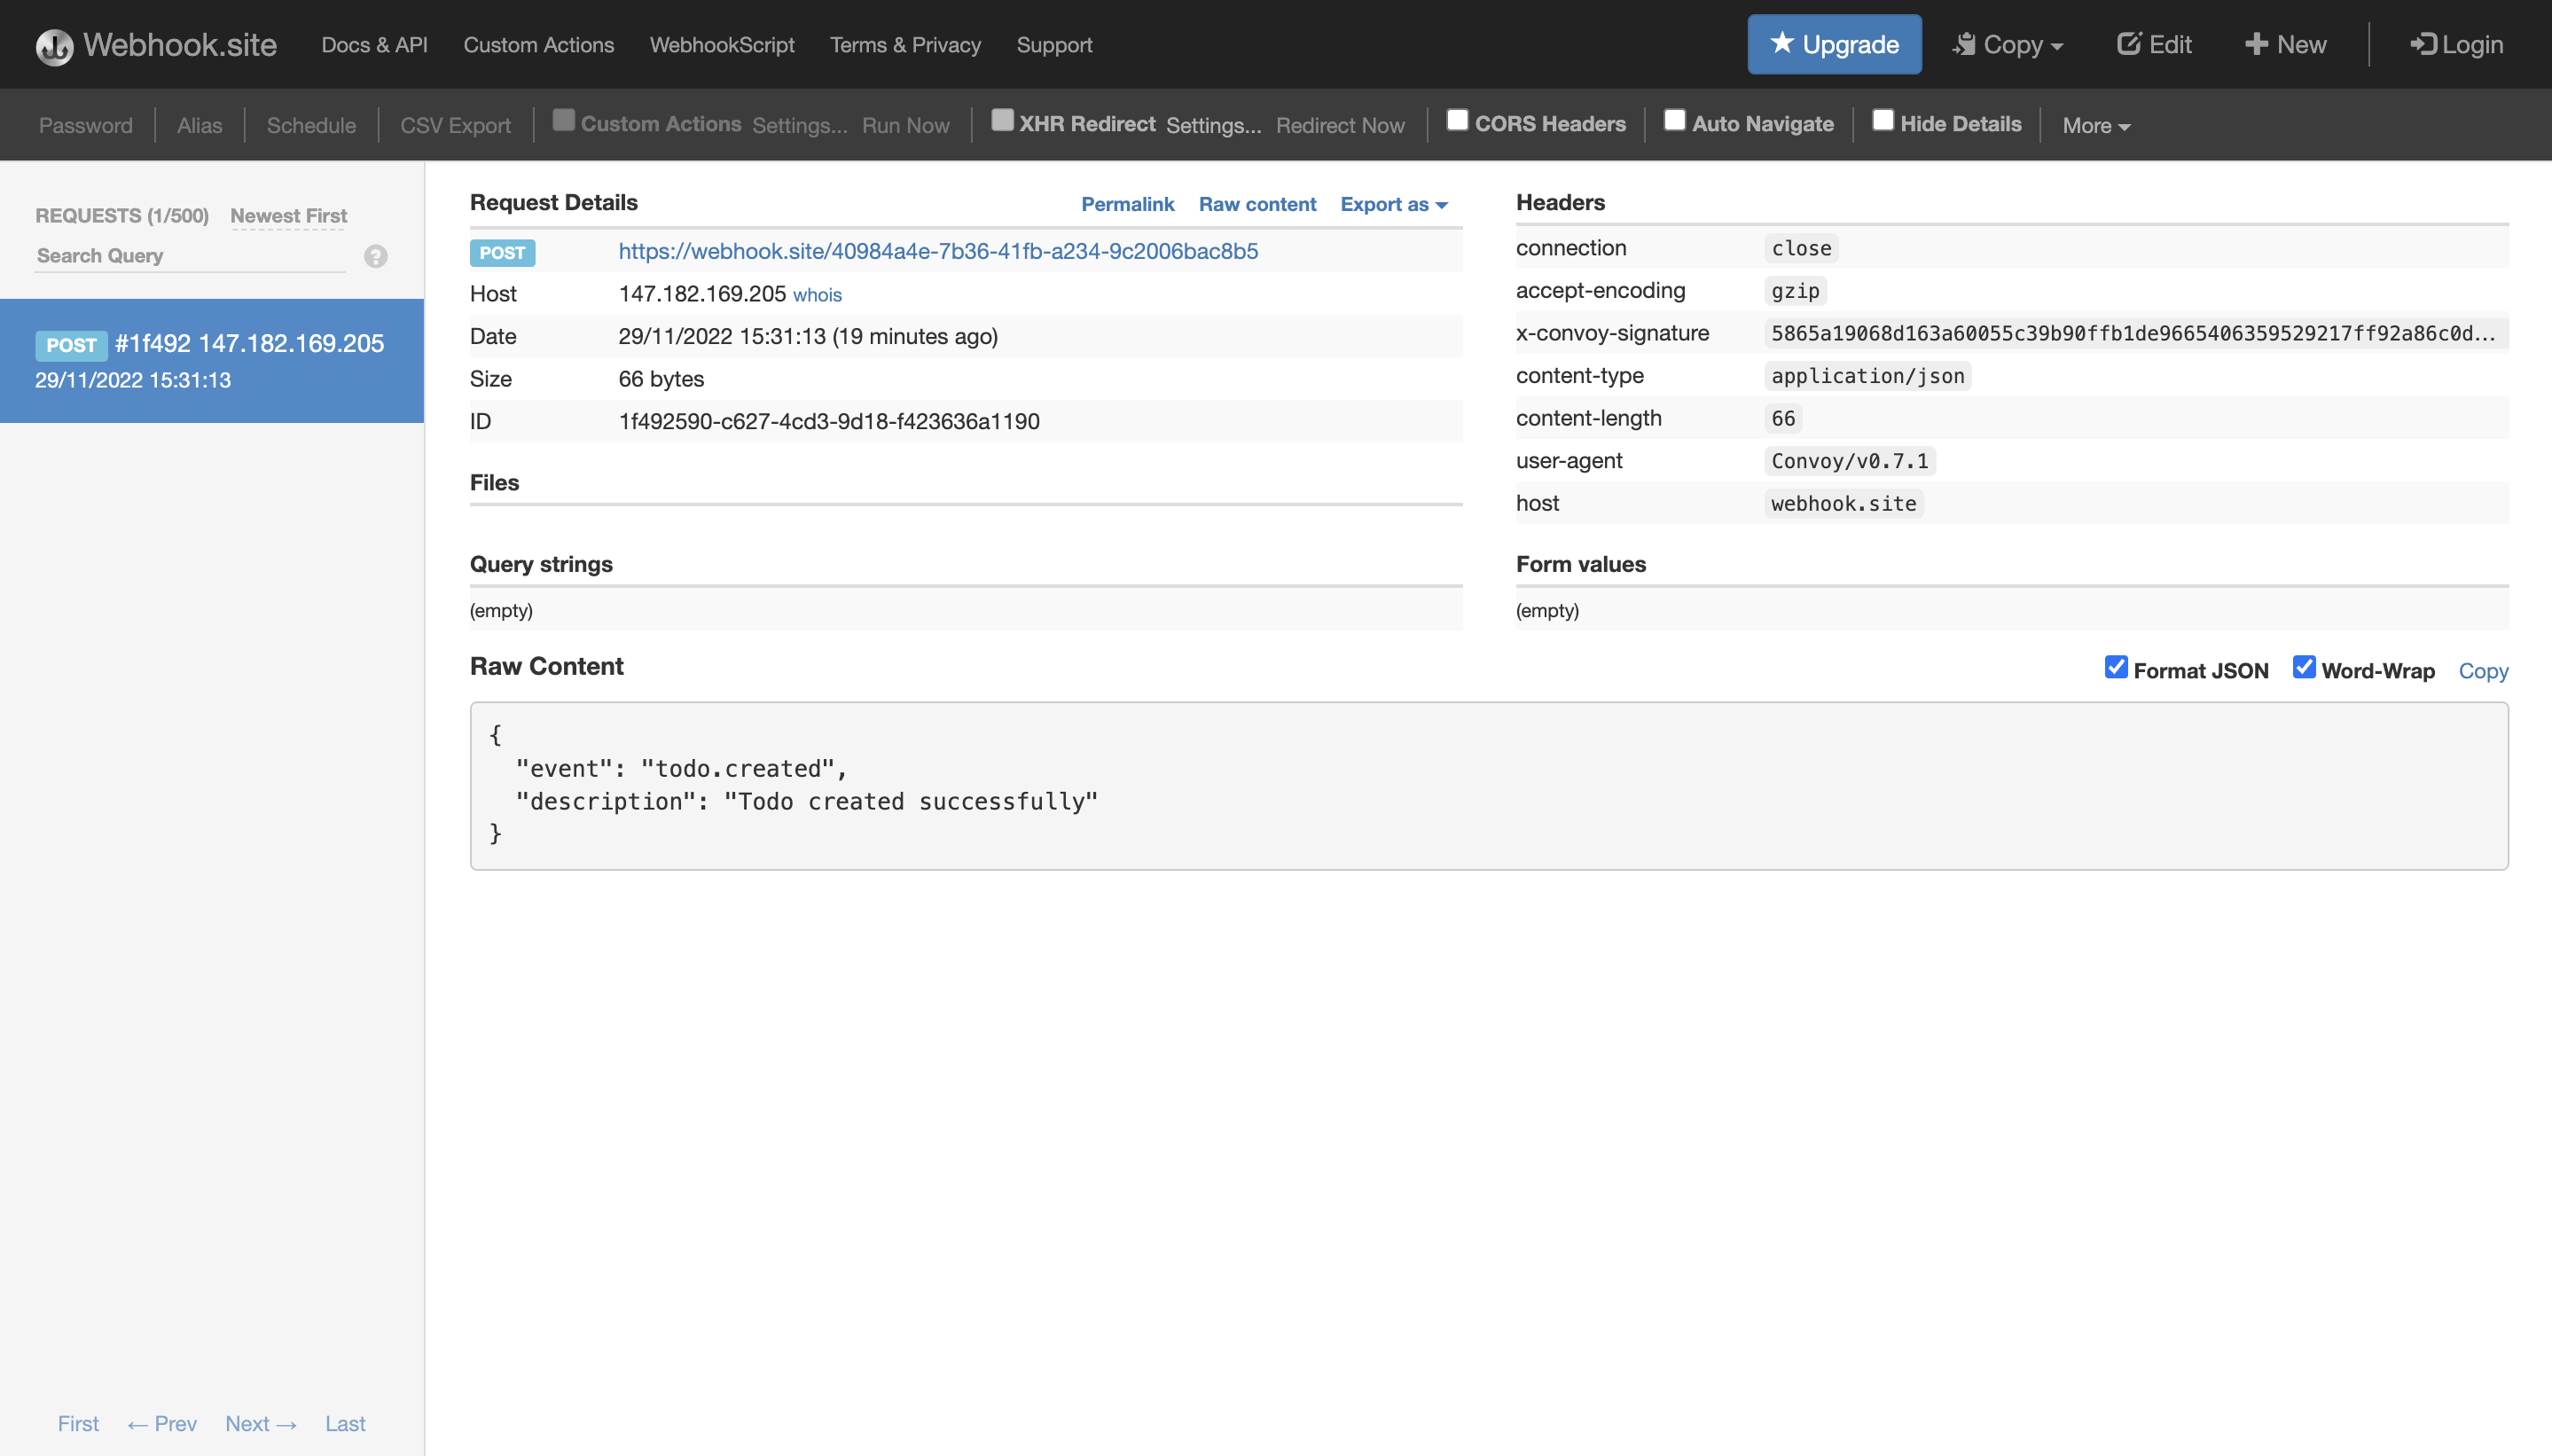 Webhook.site Docs & API Custom Actions WebhookScript Terms & Privacy Support Upgrade Copy Edit New Login
Password Alias Schedule CSV Export Custom Actions Settings... Run Now XHR Redirect Settings... Redirect Now CORS Headers Auto Navigate Hide Details More
REQUESTS (1/500) Newest First
Search Query ?
POST #1f492 147.182.169.205
29/11/2022 15:31:13
First ← Prev Next → Last
Request Details Permalink Raw content Export as
POST https://webhook.site/40984a4e-7b36-41fb-a234-9c2006bac8b5
Host 147.182.169.205 whois
Date 29/11/2022 15:31:13 (19 minutes ago)
Size 66 bytes
ID 1f492590-c627-4cd3-9d18-f423636a1190
Files
Headers
connection close
accept-encoding gzip
x-convoy-signature 5865a19068d163a60055c39b90ffb1de9665406359529217ff92a86c0d...
content-type application/json
content-length 66
user-agent Convoy/v0.7.1
host webhook.site
Query strings
(empty)
Form values
(empty)
Raw Content Format JSON Word-Wrap Copy
{
"event": "todo.created",
"description": "Todo created successfully"
}